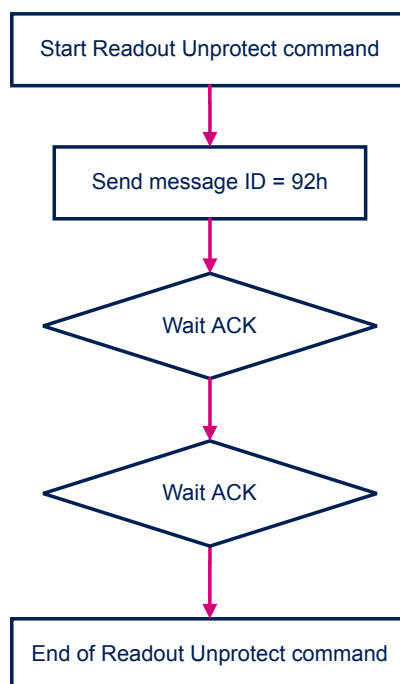 Start Readout Unprotect command
Send message ID = 92h
Wait ACK
Wait ACK
End of Readout Unprotect command